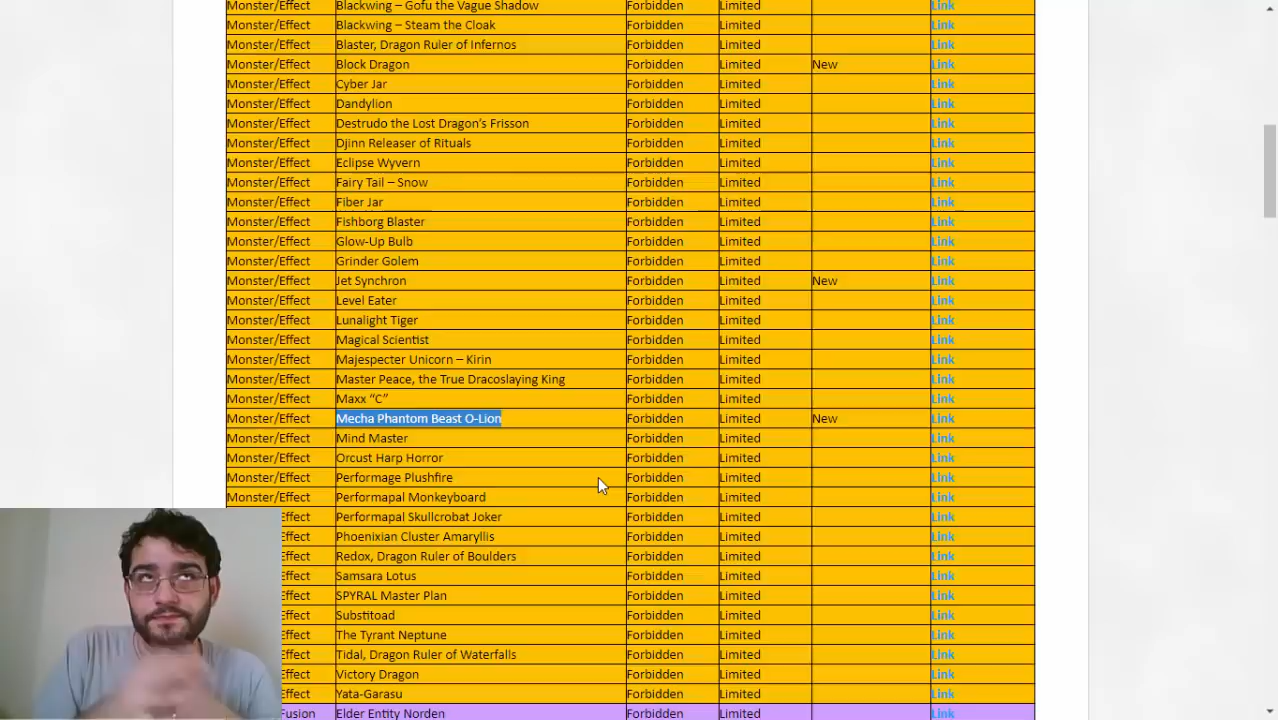 Monster/Effect Blackwing – Gofu the Vague Shadow Forbidden Limited Link
Monster/Effect Blackwing – Steam the Cloak Forbidden Limited Link
Monster/Effect Blaster, Dragon Ruler of Infernos Forbidden Limited Link
Monster/Effect Block Dragon Forbidden Limited New Link
Monster/Effect Cyber Jar Forbidden Limited Link
Monster/Effect Dandylion Forbidden Limited Link
Monster/Effect Destrudo the Lost Dragon’s Frisson Forbidden Limited Link
Monster/Effect Djinn Releaser of Rituals Forbidden Limited Link
Monster/Effect Eclipse Wyvern Forbidden Limited Link
Monster/Effect Fairy Tail – Snow Forbidden Limited Link
Monster/Effect Fiber Jar Forbidden Limited Link
Monster/Effect Fishborg Blaster Forbidden Limited Link
Monster/Effect Glow-Up Bulb Forbidden Limited Link
Monster/Effect Grinder Golem Forbidden Limited Link
Monster/Effect Jet Synchron Forbidden Limited New Link
Monster/Effect Level Eater Forbidden Limited Link
Monster/Effect Lunalight Tiger Forbidden Limited Link
Monster/Effect Magical Scientist Forbidden Limited Link
Monster/Effect Majespecter Unicorn – Kirin Forbidden Limited Link
Monster/Effect Master Peace, the True Dracoslaying King Forbidden Limited Link
Monster/Effect Maxx “C” Forbidden Limited Link
Monster/Effect Mecha Phantom Beast O-Lion Forbidden Limited New Link
Monster/Effect Mind Master Forbidden Limited Link
Monster/Effect Orcust Harp Horror Forbidden Limited Link
Monster/Effect Performage Plushfire Forbidden Limited Link
Monster/Effect Performapal Monkeyboard Forbidden Limited Link
Effect Performapal Skullcrobat Joker Forbidden Limited Link
Effect Phoenixian Cluster Amaryllis Forbidden Limited Link
Effect Redox, Dragon Ruler of Boulders Forbidden Limited Link
Effect Samsara Lotus Forbidden Limited Link
Effect SPYRAL Master Plan Forbidden Limited Link
Effect Substitoad Forbidden Limited Link
Effect The Tyrant Neptune Forbidden Limited Link
Effect Tidal, Dragon Ruler of Waterfalls Forbidden Limited Link
Effect Victory Dragon Forbidden Limited Link
Effect Yata-Garasu Forbidden Limited Link
Fusion Elder Entity Norden Forbidden Limited Link